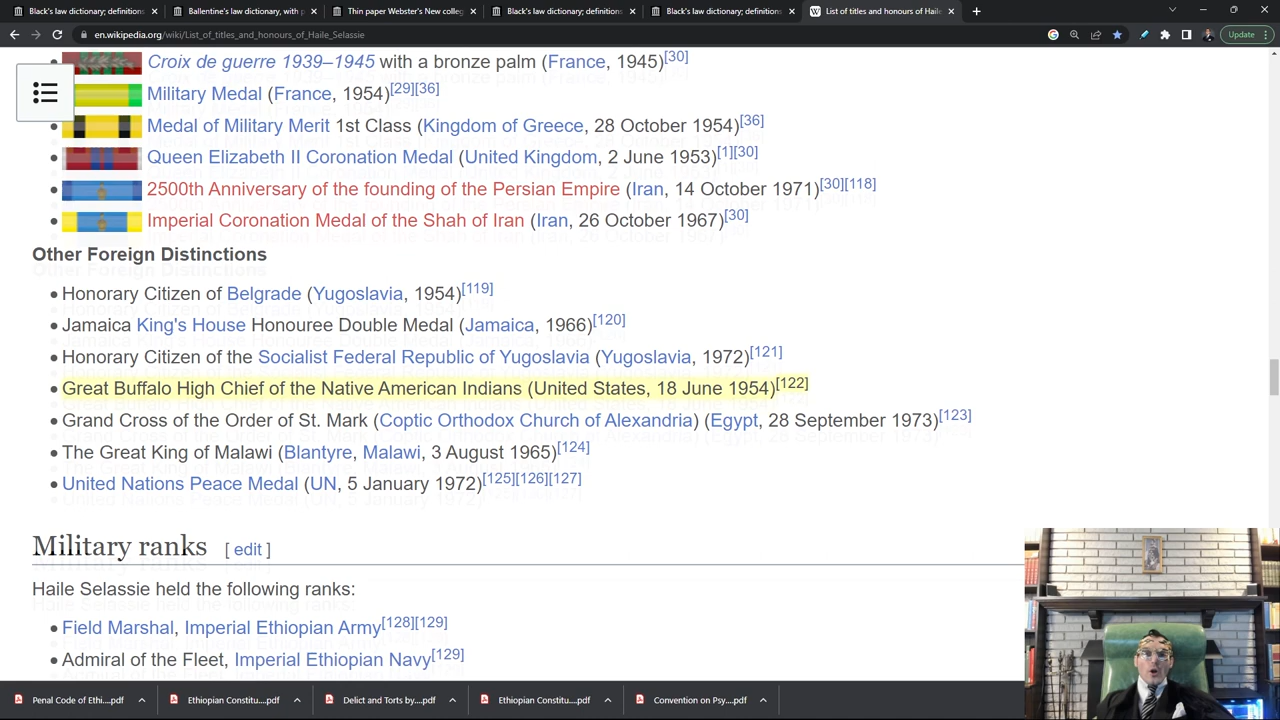 Black's law dictionary; definitions
Ballentine's law dictionary, with p
Thin paper Webster's New colleg
Black's law dictionary; definitions
Black's law dictionary; definitions
List of titles and honours of Haile
en.wikipedia.org/wiki/List_of_titles_and_honours_of_Haile_Selassie
Update
Croix de guerre 1939–1945 with a bronze palm (France, 1945)[30]
Military Medal (France, 1954)[29][36]
Medal of Military Merit 1st Class (Kingdom of Greece, 28 October 1954)[36]
Queen Elizabeth II Coronation Medal (United Kingdom, 2 June 1953)[1][30]
2500th Anniversary of the founding of the Persian Empire (Iran, 14 October 1971)[30][118]
Imperial Coronation Medal of the Shah of Iran (Iran, 26 October 1967)[30]
Other Foreign Distinctions
Honorary Citizen of Belgrade (Yugoslavia, 1954)[119]
Jamaica King's House Honouree Double Medal (Jamaica, 1966)[120]
Honorary Citizen of the Socialist Federal Republic of Yugoslavia (Yugoslavia, 1972)[121]
Great Buffalo High Chief of the Native American Indians (United States, 18 June 1954)[122]
Grand Cross of the Order of St. Mark (Coptic Orthodox Church of Alexandria) (Egypt, 28 September 1973)[123]
The Great King of Malawi (Blantyre, Malawi, 3 August 1965)[124]
United Nations Peace Medal (UN, 5 January 1972)[125][126][127]
Military ranks [ edit ]
Haile Selassie held the following ranks:
Field Marshal, Imperial Ethiopian Army[128][129]
Admiral of the Fleet, Imperial Ethiopian Navy[129]
Penal Code of Ethi....pdf
Ethiopian Constitu....pdf
Delict and Torts by....pdf
Ethiopian Constitu....pdf
Convention on Psy....pdf